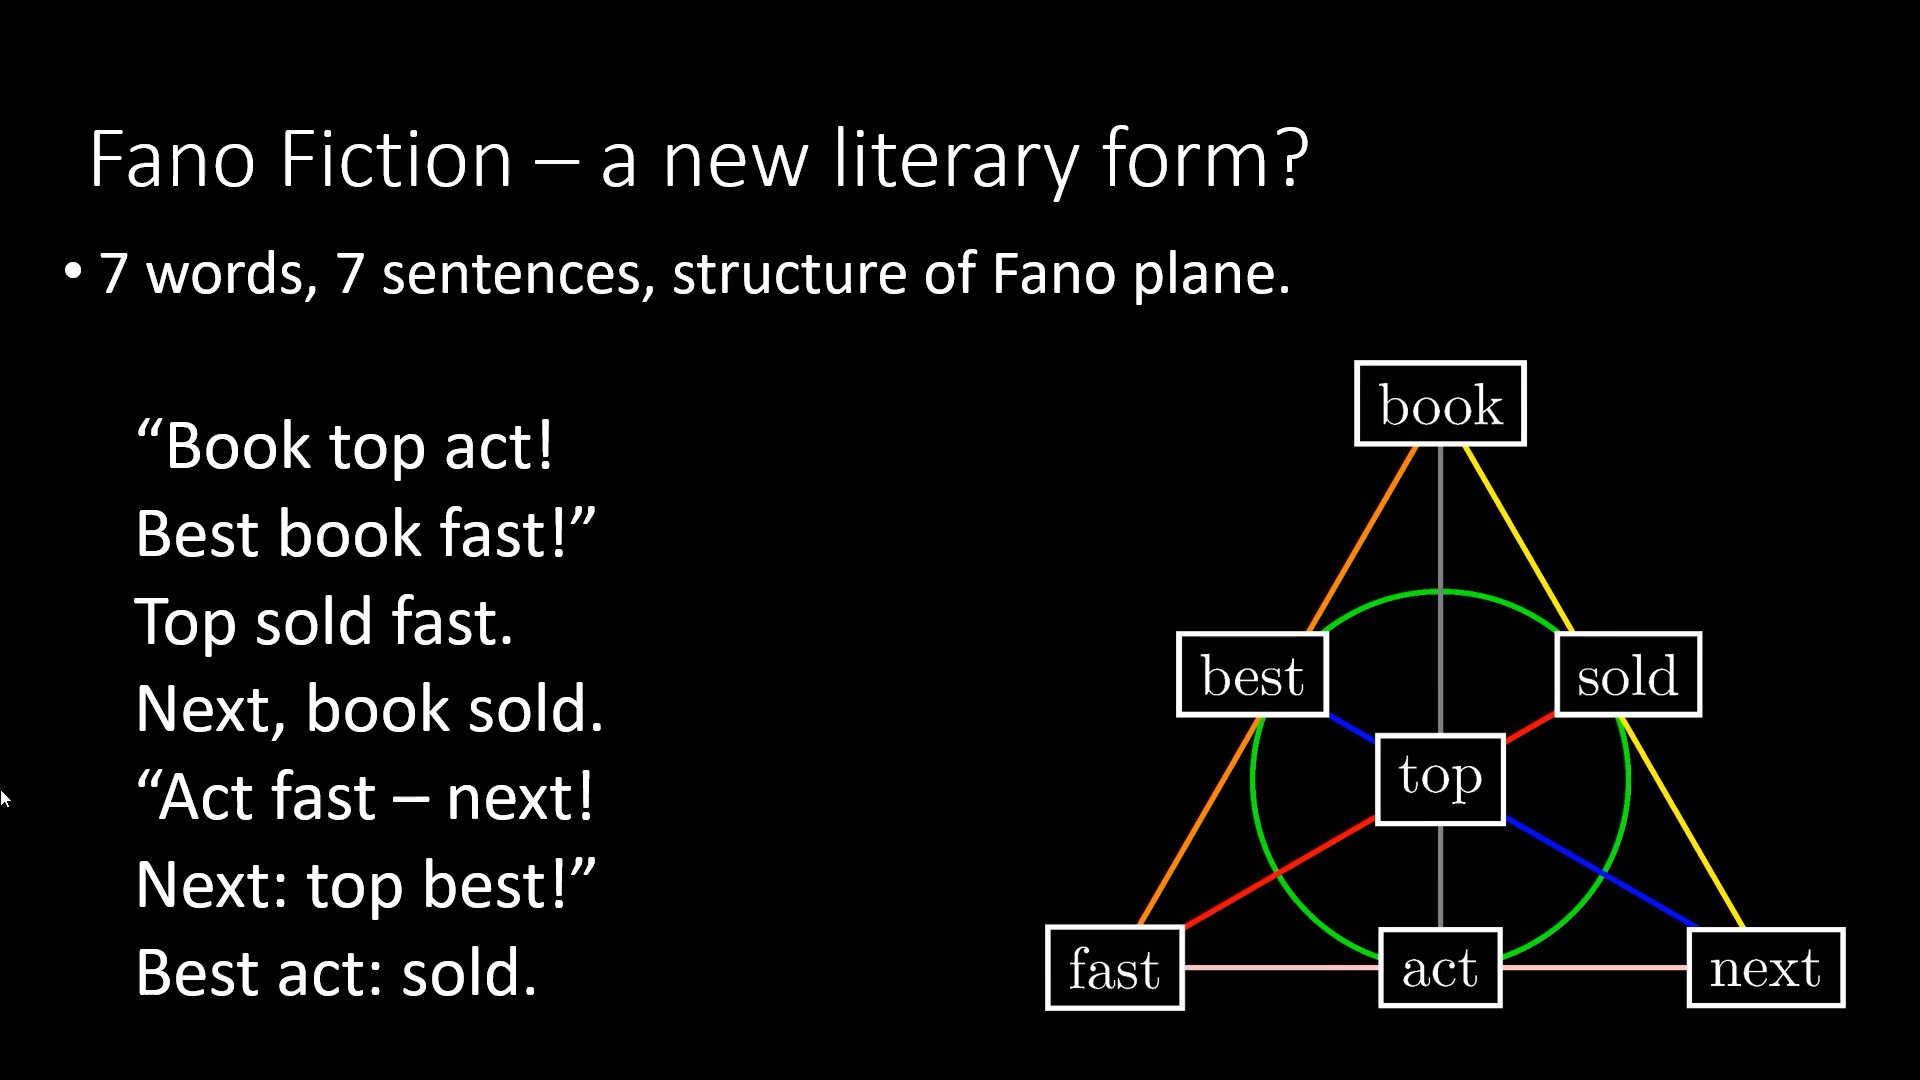 Fano Fiction – a new literary form?
• 7 words, 7 sentences, structure of Fano plane.
“Book top act!
Best book fast!”
Top sold fast.
Next, book sold.
“Act fast – next!
Next: top best!”
Best act: sold.
book
best
sold
top
fast
act
next